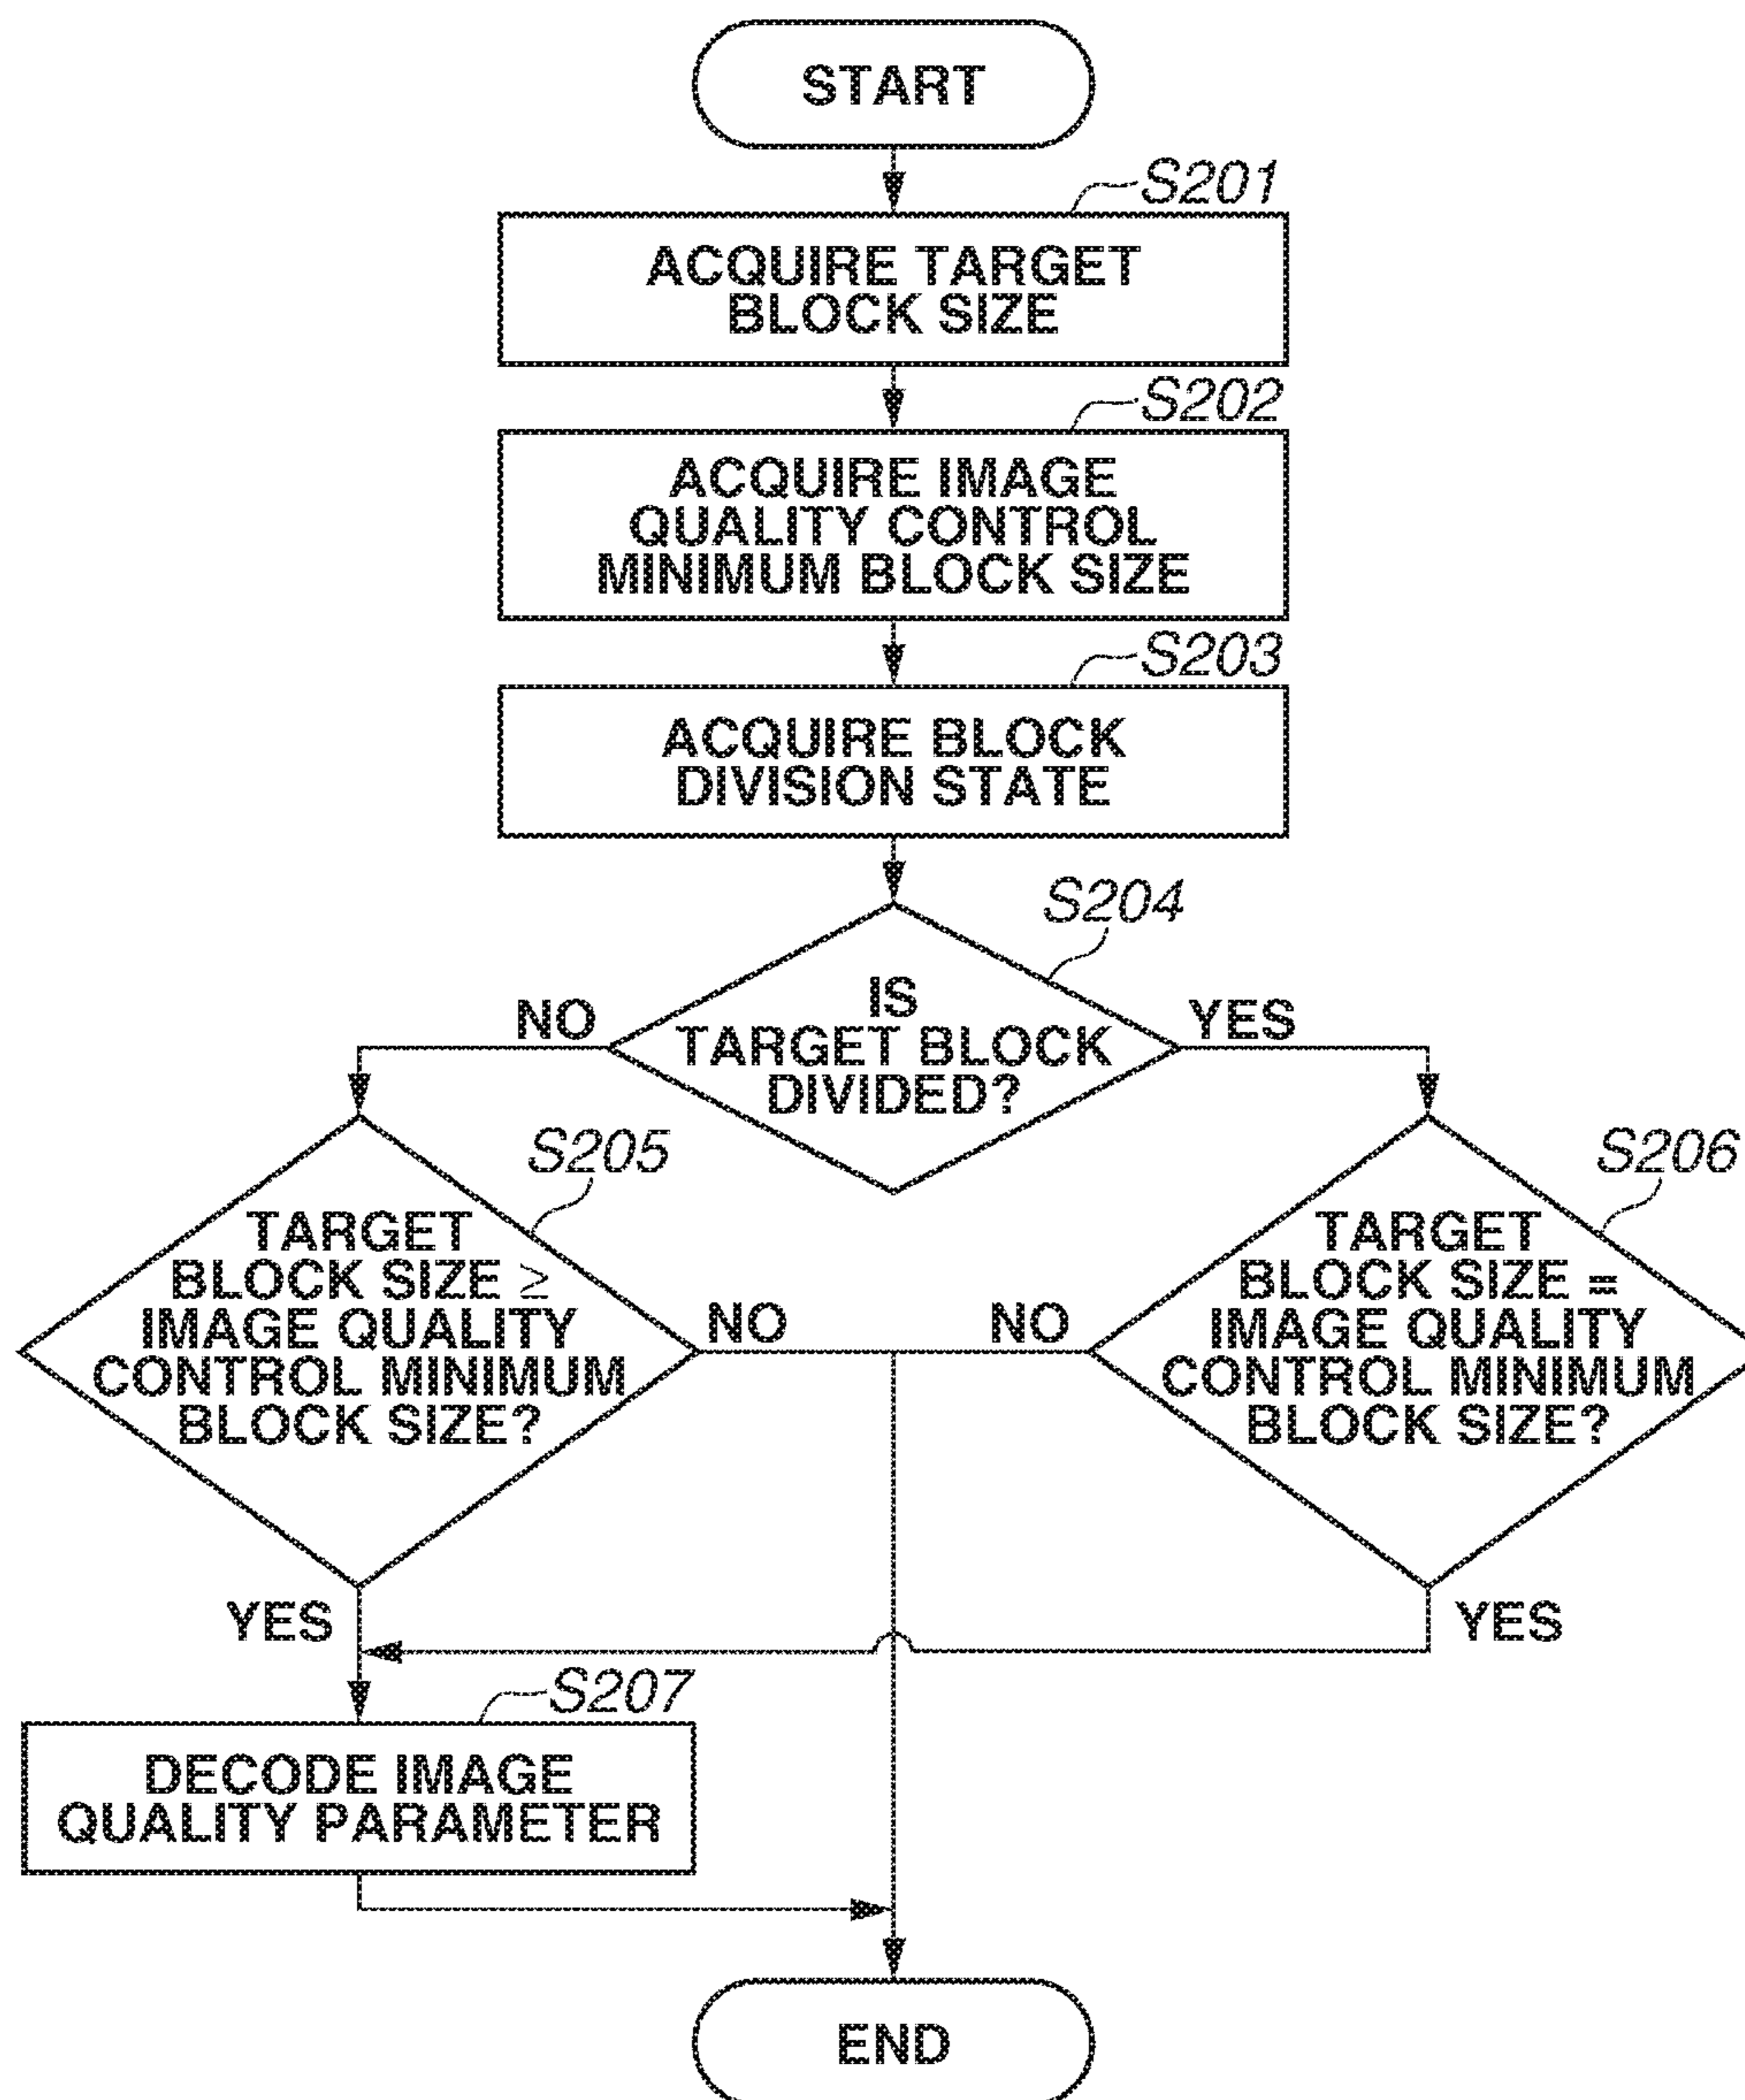 START
S201
ACQUIRE TARGET
BLOCK SIZE
S202
ACQUIRE IMAGE
QUALITY CONTROL
MINIMUM BLOCK SIZE
S203
ACQUIRE BLOCK
DIVISION STATE
S204
IS
TARGET BLOCK
DIVIDED?
NO
YES
S205
TARGET
BLOCK SIZE ≥
IMAGE QUALITY
CONTROL MINIMUM
BLOCK SIZE?
NO
YES
S206
TARGET
BLOCK SIZE =
IMAGE QUALITY
CONTROL MINIMUM
BLOCK SIZE?
NO
YES
S207
DECODE IMAGE
QUALITY PARAMETER
END